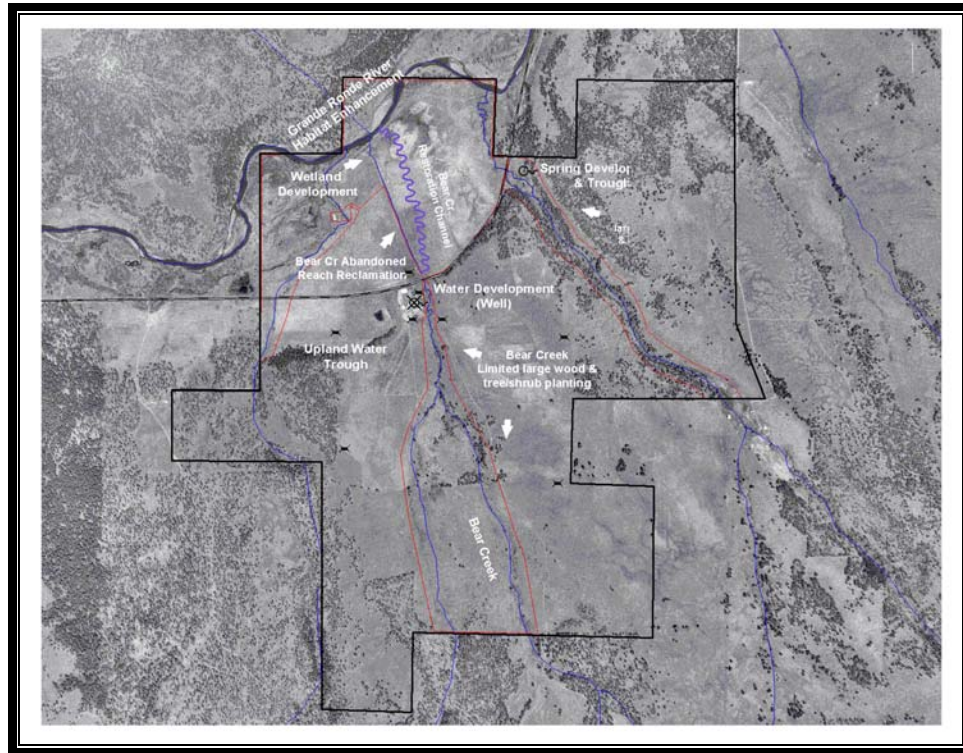 Grande Ronde River
Habitat Enhancement
Wetland
Development
Bear Cr
Restoration Channel
Spring Develop
& Trough
Bear Cr Abandoned
Reach Reclamation
Water Development
(Well)
Upland Water
Trough
Bear Creek
Limited large wood &
tree/shrub planting
Bear Creek